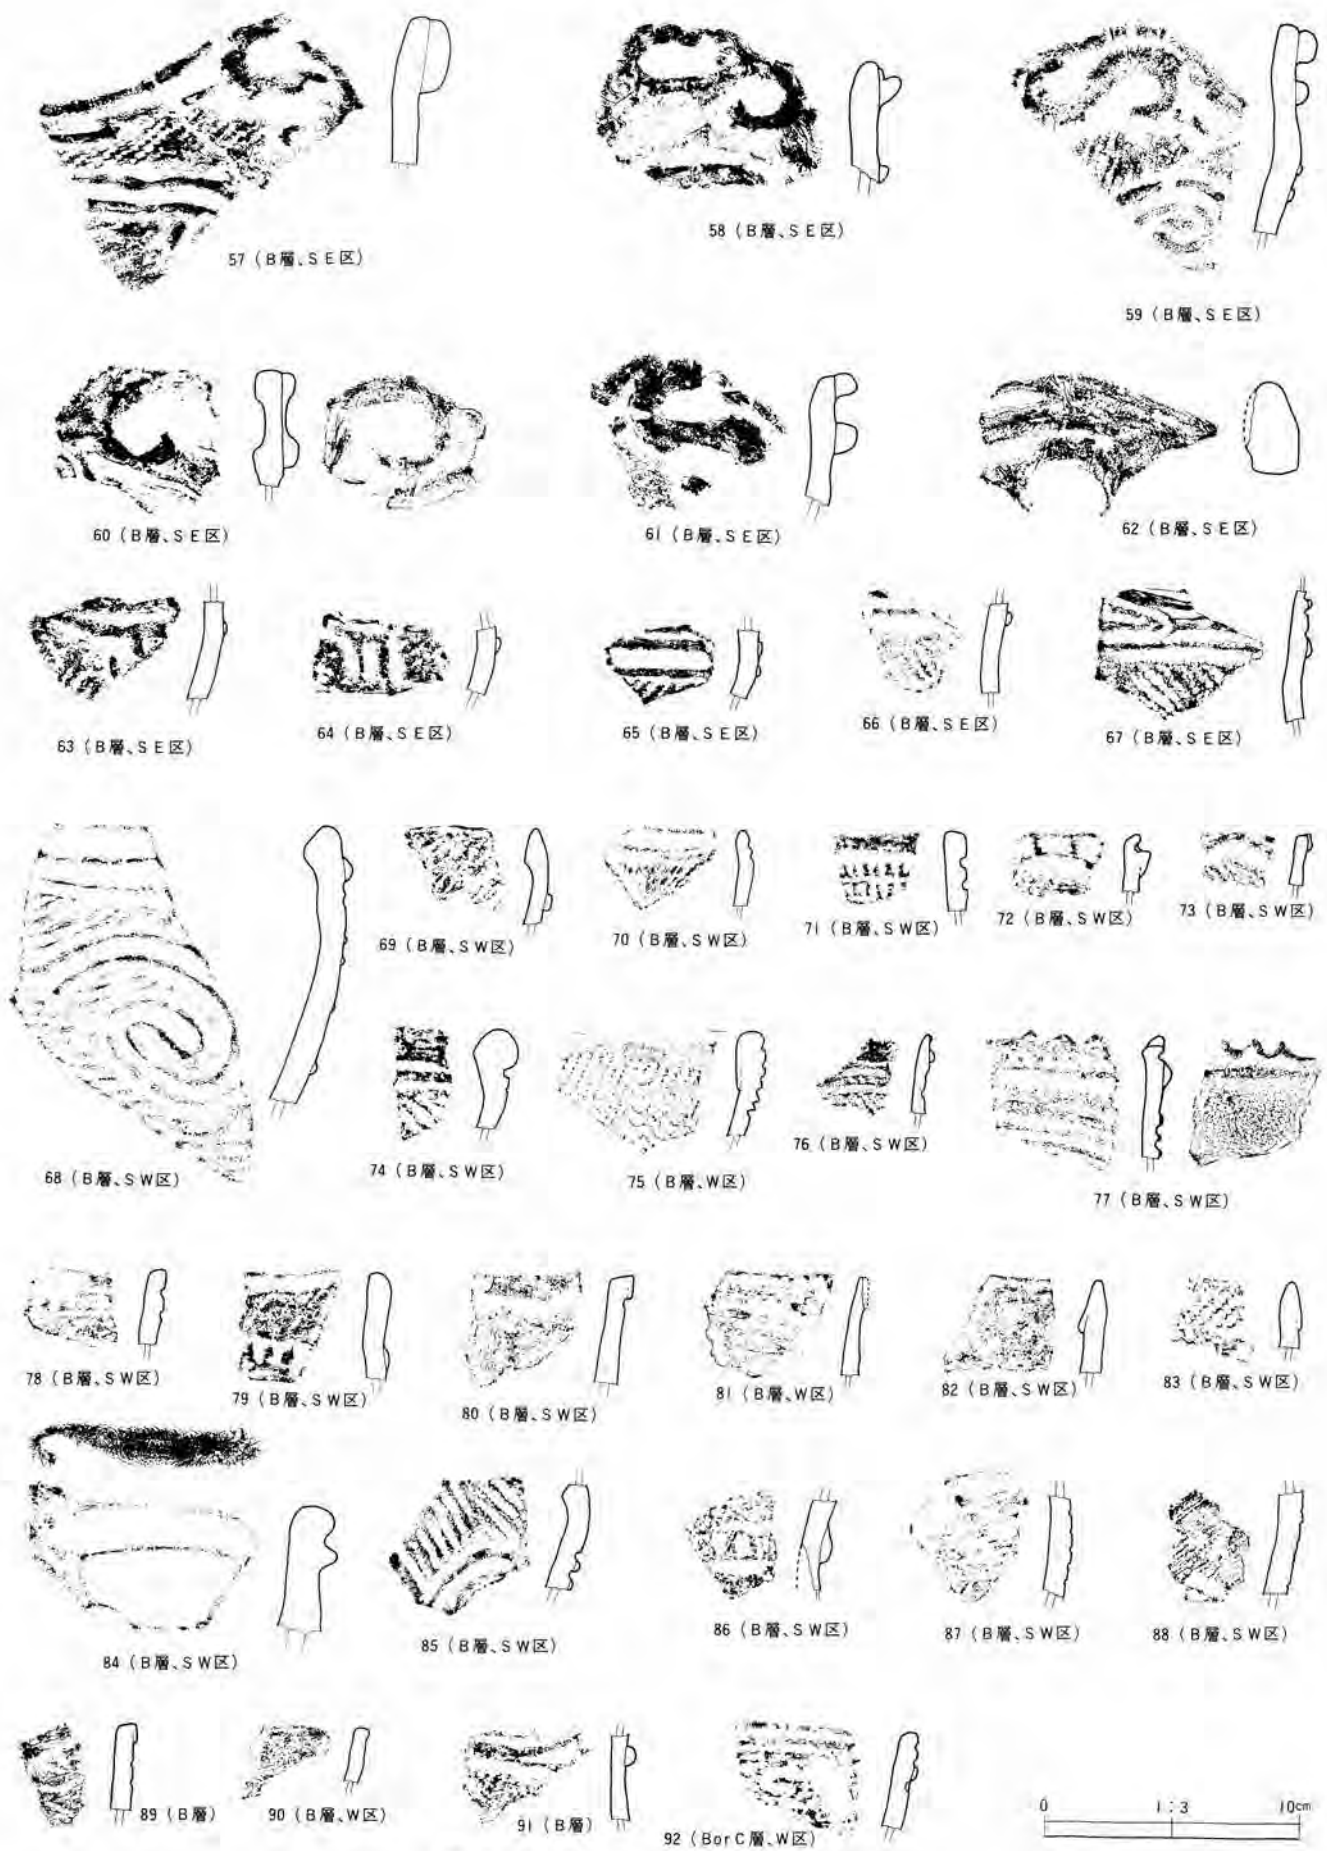 57 (B層、SE区)
58 (B層、SE区)
59 (B層、SE区)
60 (B層、SE区)
61 (B層、SE区)
62 (B層、SE区)
63 (B層、SE区)
64 (B層、SE区)
65 (B層、SE区)
66 (B層、SE区)
67 (B層、SE区)
68 (B層、SW区)
69 (B層、SW区)
70 (B層、SW区)
71 (B層、SW区)
72 (B層、SW区)
73 (B層、SW区)
74 (B層、SW区)
75 (B層、W区)
76 (B層、SW区)
77 (B層、SW区)
78 (B層、SW区)
79 (B層、SW区)
80 (B層、SW区)
81 (B層、W区)
82 (B層、SW区)
83 (B層、SW区)
84 (B層、SW区)
85 (B層、SW区)
86 (B層、SW区)
87 (B層、SW区)
88 (B層、SW区)
89 (B層)
90 (B層、W区)
91 (B層)
92 (BorC層、W区)
0 1:3 10cm